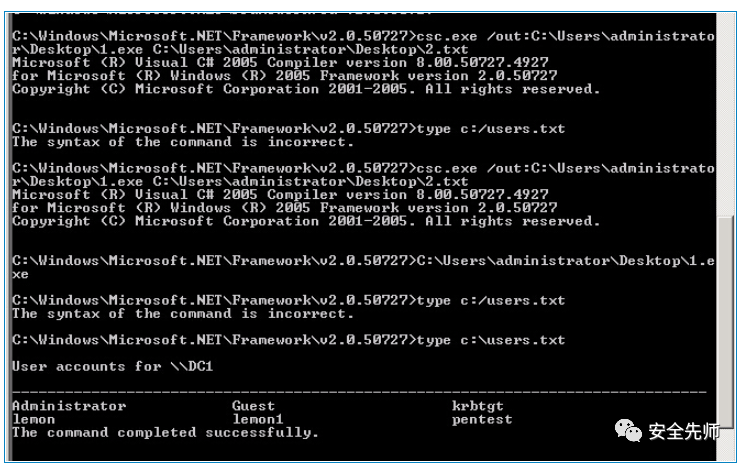 C:\Windows\Microsoft.NET\Framework\v2.0.50727>csc.exe /out:C:\Users\administrato
r\Desktop\1.exe C:\Users\administrator\Desktop\2.txt
Microsoft (R) Visual C# 2005 Compiler version 8.00.50727.4927
for Microsoft (R) Windows (R) 2005 Framework version 2.0.50727
Copyright (C) Microsoft Corporation 2001-2005. All rights reserved.
C:\Windows\Microsoft.NET\Framework\v2.0.50727>type c:/users.txt
The syntax of the command is incorrect.
C:\Windows\Microsoft.NET\Framework\v2.0.50727>csc.exe /out:C:\Users\administrato
r\Desktop\1.exe C:\Users\administrator\Desktop\2.txt
Microsoft (R) Visual C# 2005 Compiler version 8.00.50727.4927
for Microsoft (R) Windows (R) 2005 Framework version 2.0.50727
Copyright (C) Microsoft Corporation 2001-2005. All rights reserved.
C:\Windows\Microsoft.NET\Framework\v2.0.50727>C:\Users\administrator\Desktop\1.e
xe
C:\Windows\Microsoft.NET\Framework\v2.0.50727>type c:/users.txt
The syntax of the command is incorrect.
C:\Windows\Microsoft.NET\Framework\v2.0.50727>type c:\users.txt
User accounts for \\DC1
-------------------------------------------------------------------------------
Administrator Guest krbtgt
lemon lemon1 pentest
The command completed successfully.
安全先师